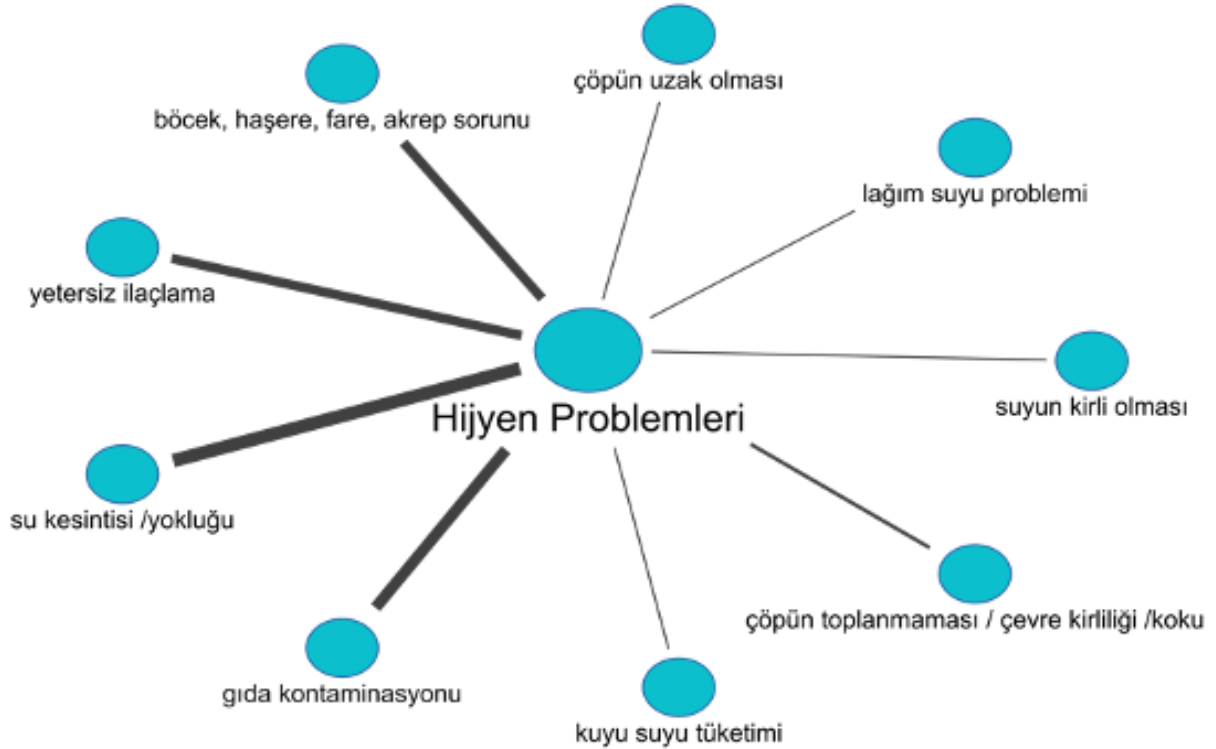 çöpün uzak olması
böcek, haşere, fare, akrep sorunu
lağım suyu problemi
yetersiz ilaçlama
suyun kirli olması
Hijyen Problemleri
su kesintisi /yokluğu
çöpün toplanmaması / çevre kirliliği /koku
gıda kontaminasyonu
kuyu suyu tüketimi